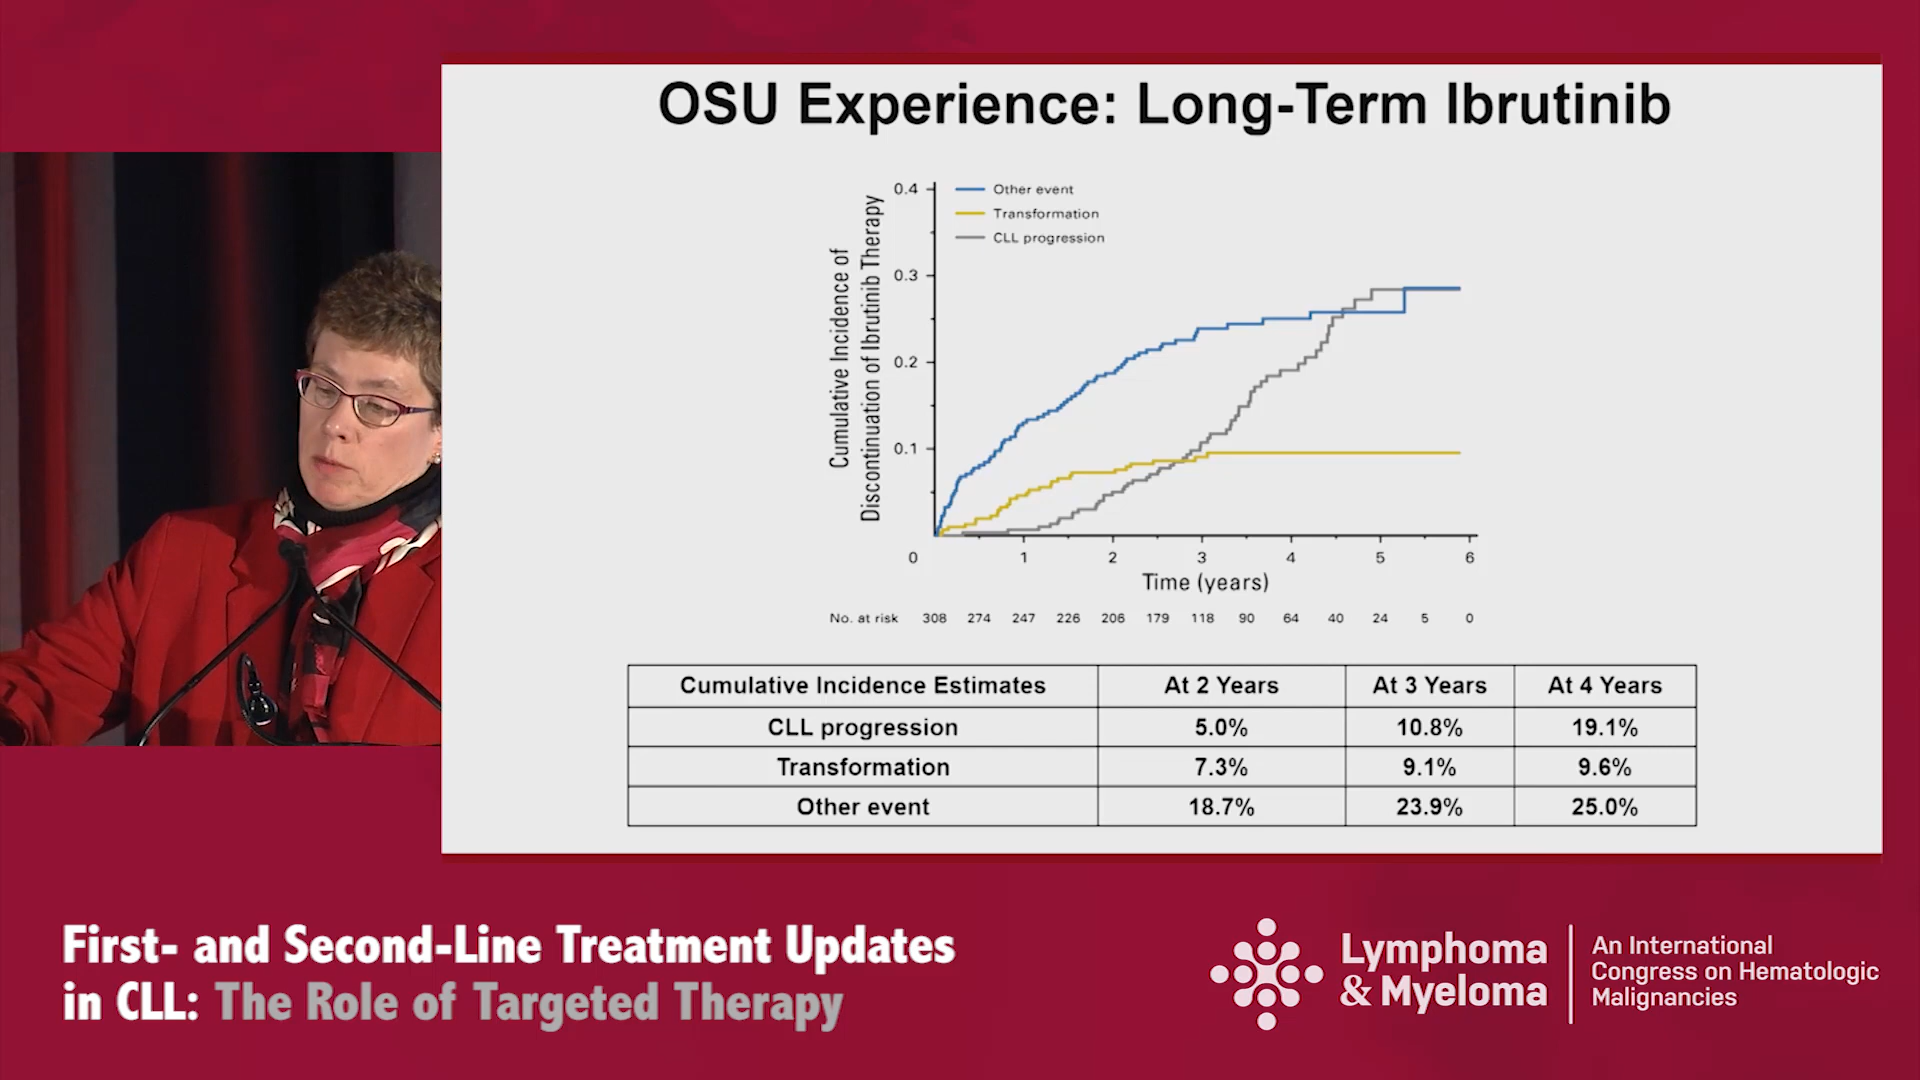 OSU Experience: Long-Term Ibrutinib
Cumulative Incidence of
Discontinuation of Ibrutinib Therapy
0.4
0.3
0.2
0.1
Other event
Transformation
CLL progression
0 1 2 3 4 5 6
Time (years)
No. at risk 308 274 247 226 206 179 118 90 64 40 24 5 0
Cumulative Incidence Estimates At 2 Years At 3 Years At 4 Years
CLL progression 5.0% 10.8% 19.1%
Transformation 7.3% 9.1% 9.6%
Other event 18.7% 23.9% 25.0%
First- and Second-Line Treatment Updates
in CLL: The Role of Targeted Therapy
Lymphoma
& Myeloma
An International
Congress on Hematologic
Malignancies